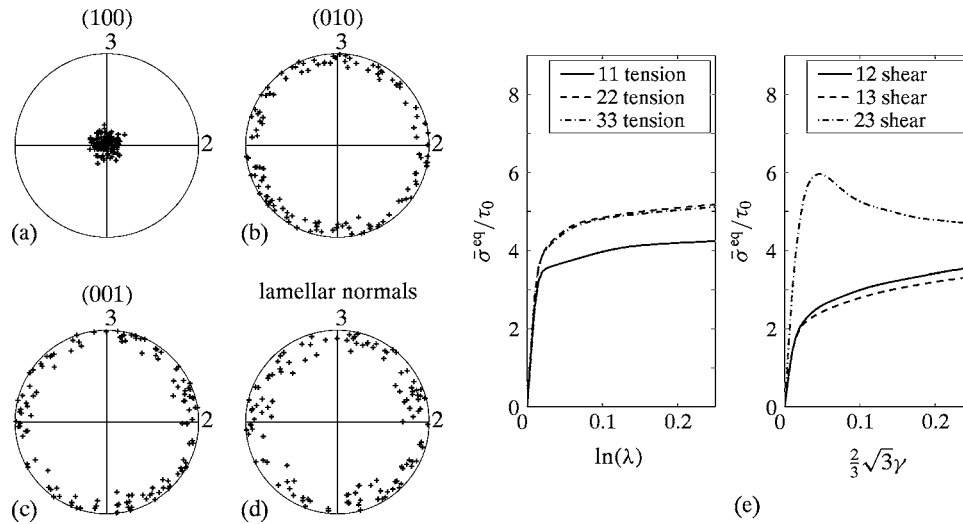 (100)
3
2
(a)
(010)
3
2
(b)
(001)
3
2
(c)
lamellar normals
3
2
(d)
8
6
4
2
0
σ̄^eq/τ₀
11 tension
22 tension
33 tension
0 0.1 0.2
ln(λ)
8
6
4
2
0
σ̄^eq/τ₀
12 shear
13 shear
23 shear
0 0.1 0.2
⅔√3γ
(e)